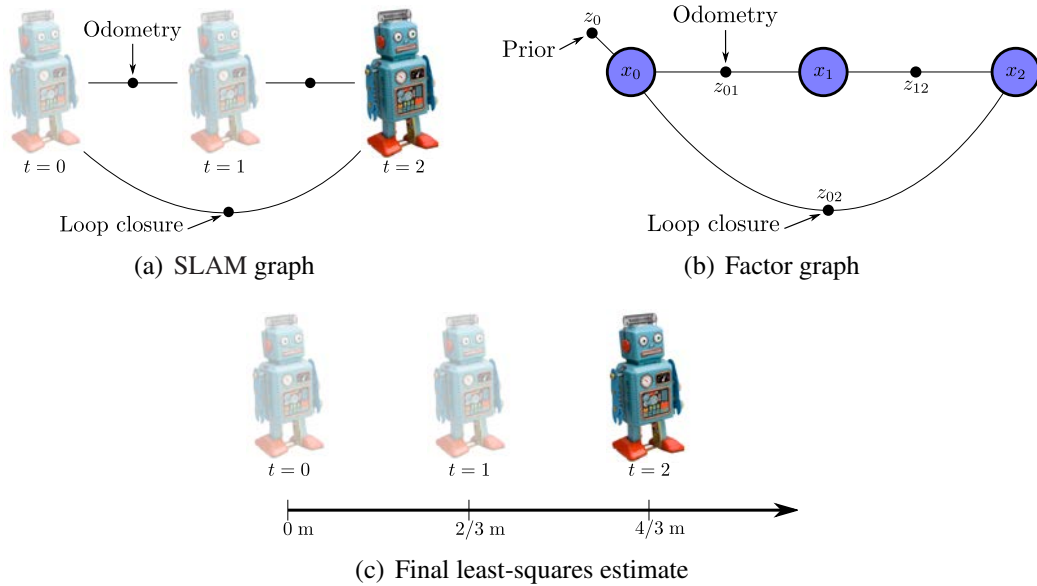 Odometry
t = 0
t = 1
t = 2
Loop closure
(a) SLAM graph
z0
Prior
Odometry
x0
x1
x2
z01
z12
z02
Loop closure
(b) Factor graph
t = 0
t = 1
t = 2
0 m
2/3 m
4/3 m
(c) Final least-squares estimate